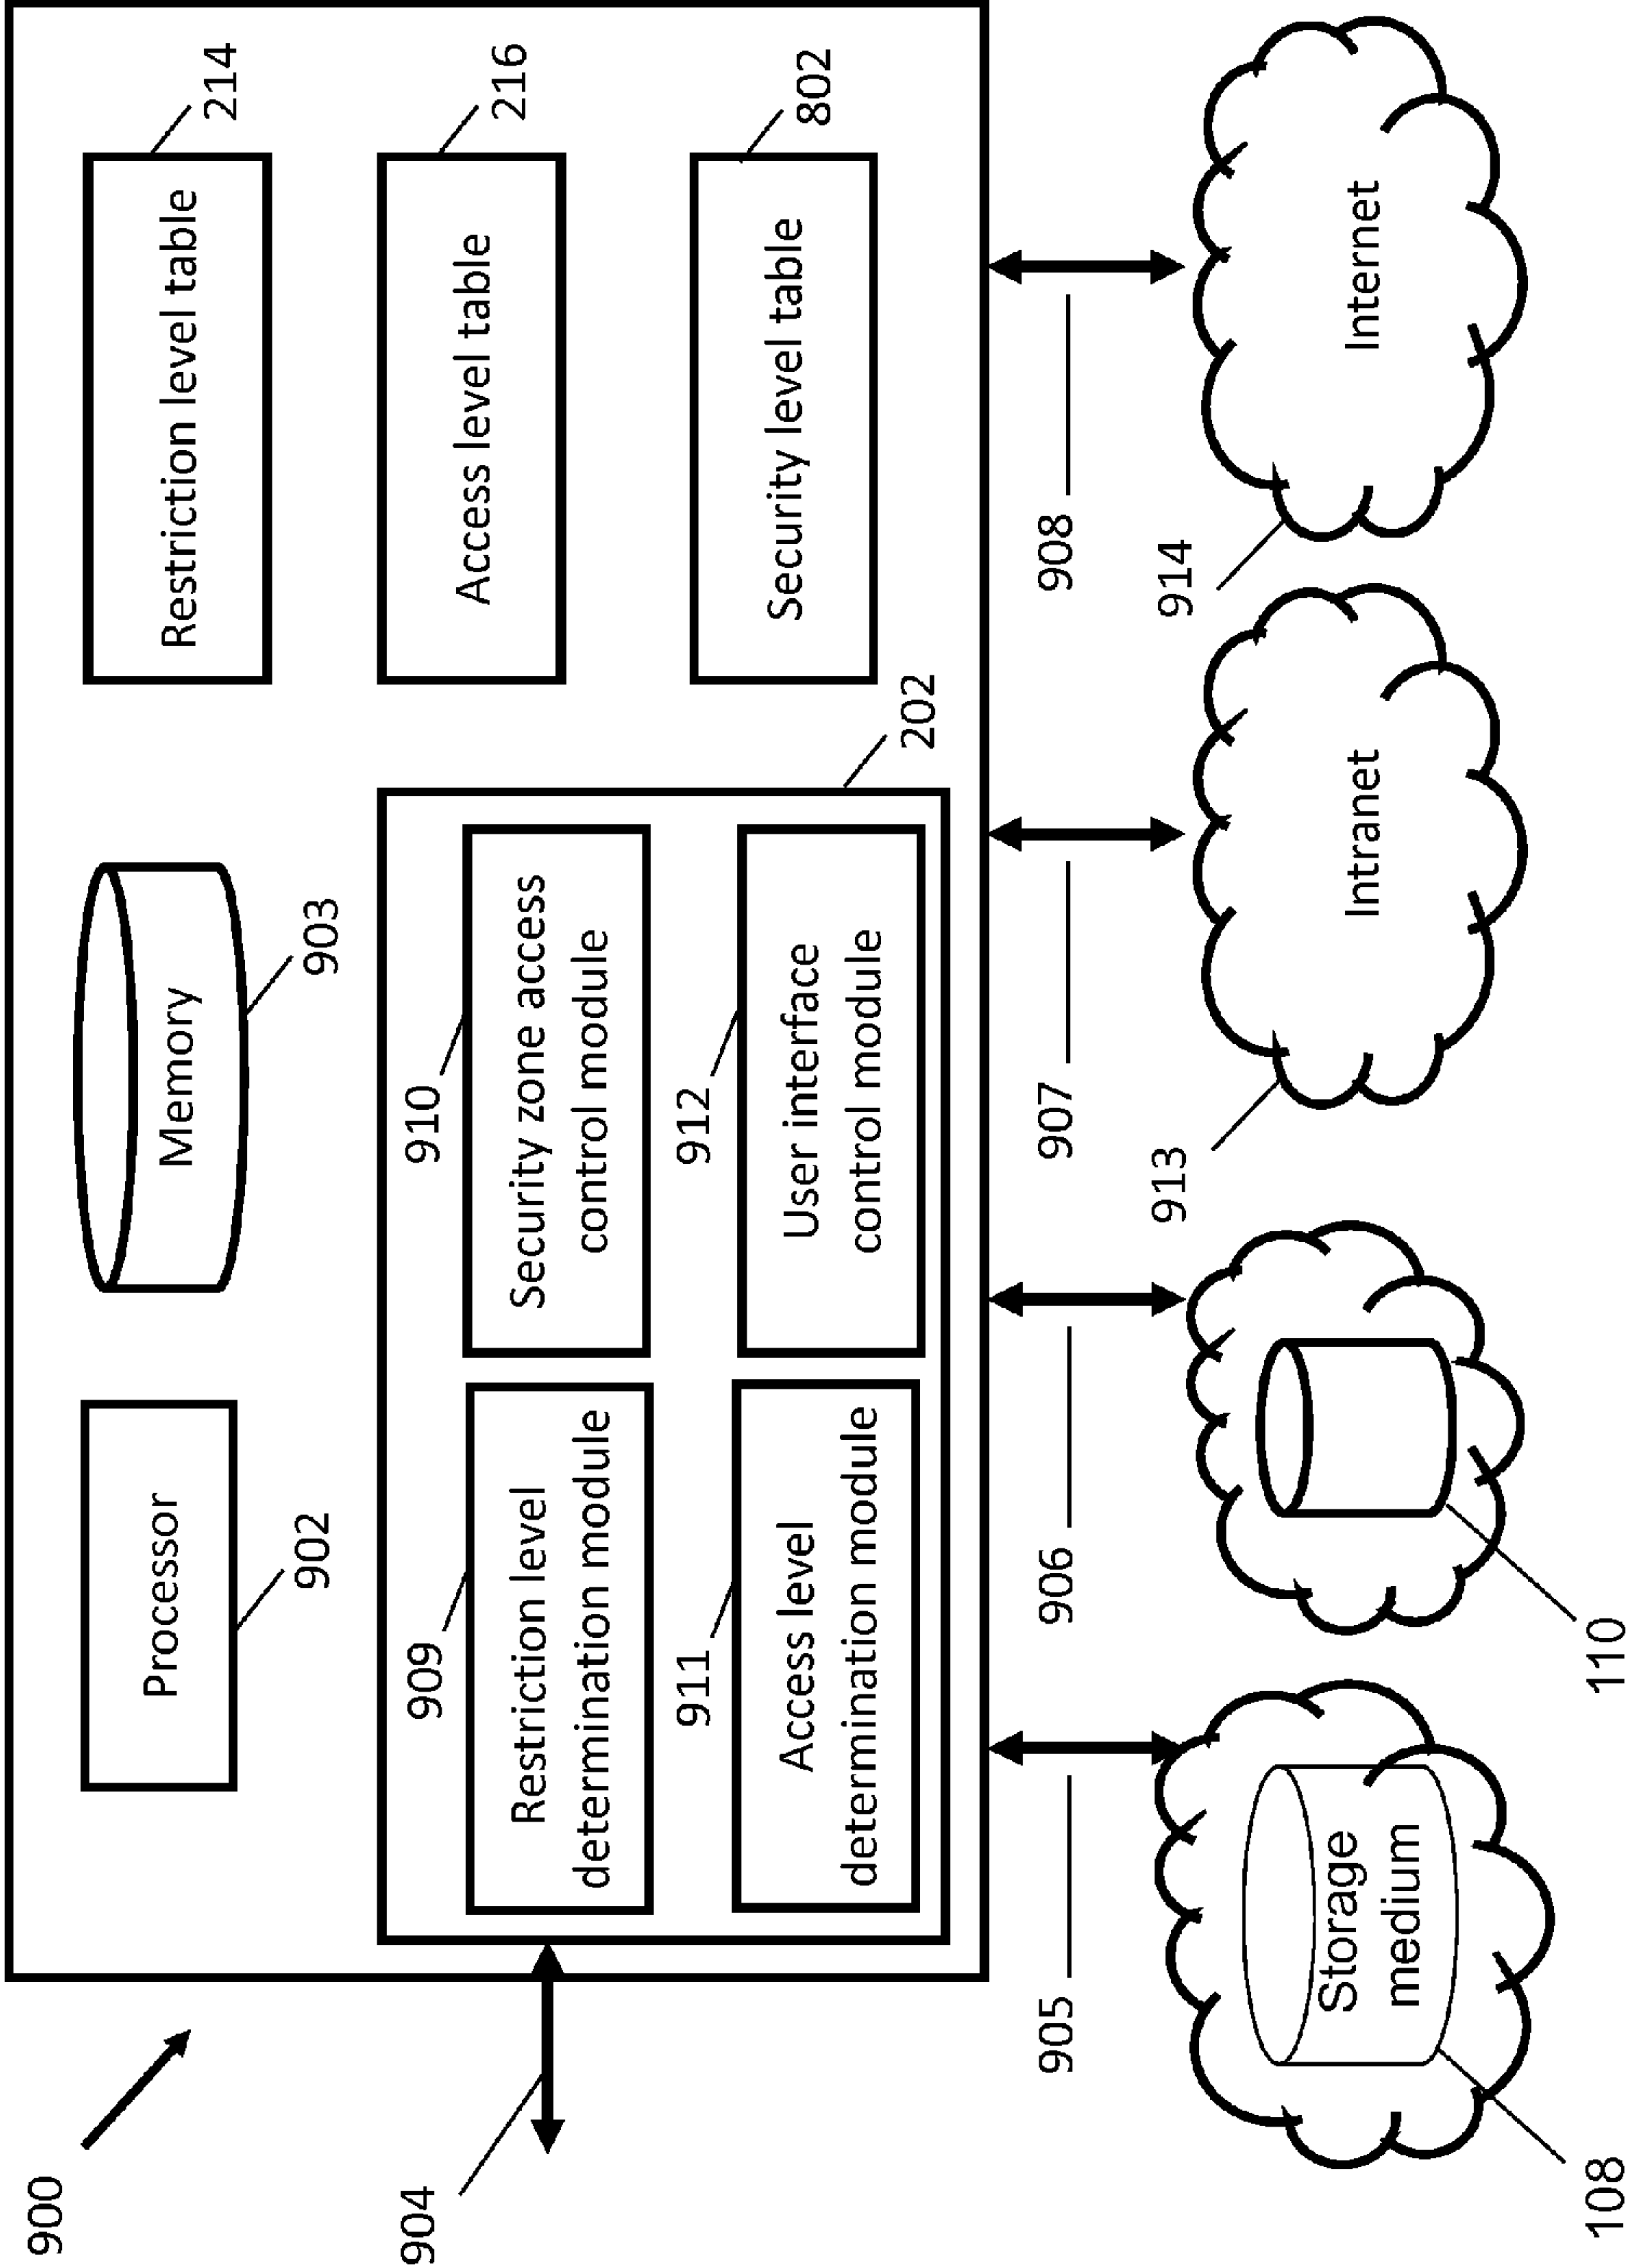 900
Processor
902
Memory
903
Restriction level table
214
904
909
Restriction level
determination module
910
Security zone access
control module
Access level table
216
911
Access level
determination module
912
User interface
control module
202
Security level table
802
905
906
907
908
Storage
medium
108
110
913
Intranet
914
Internet